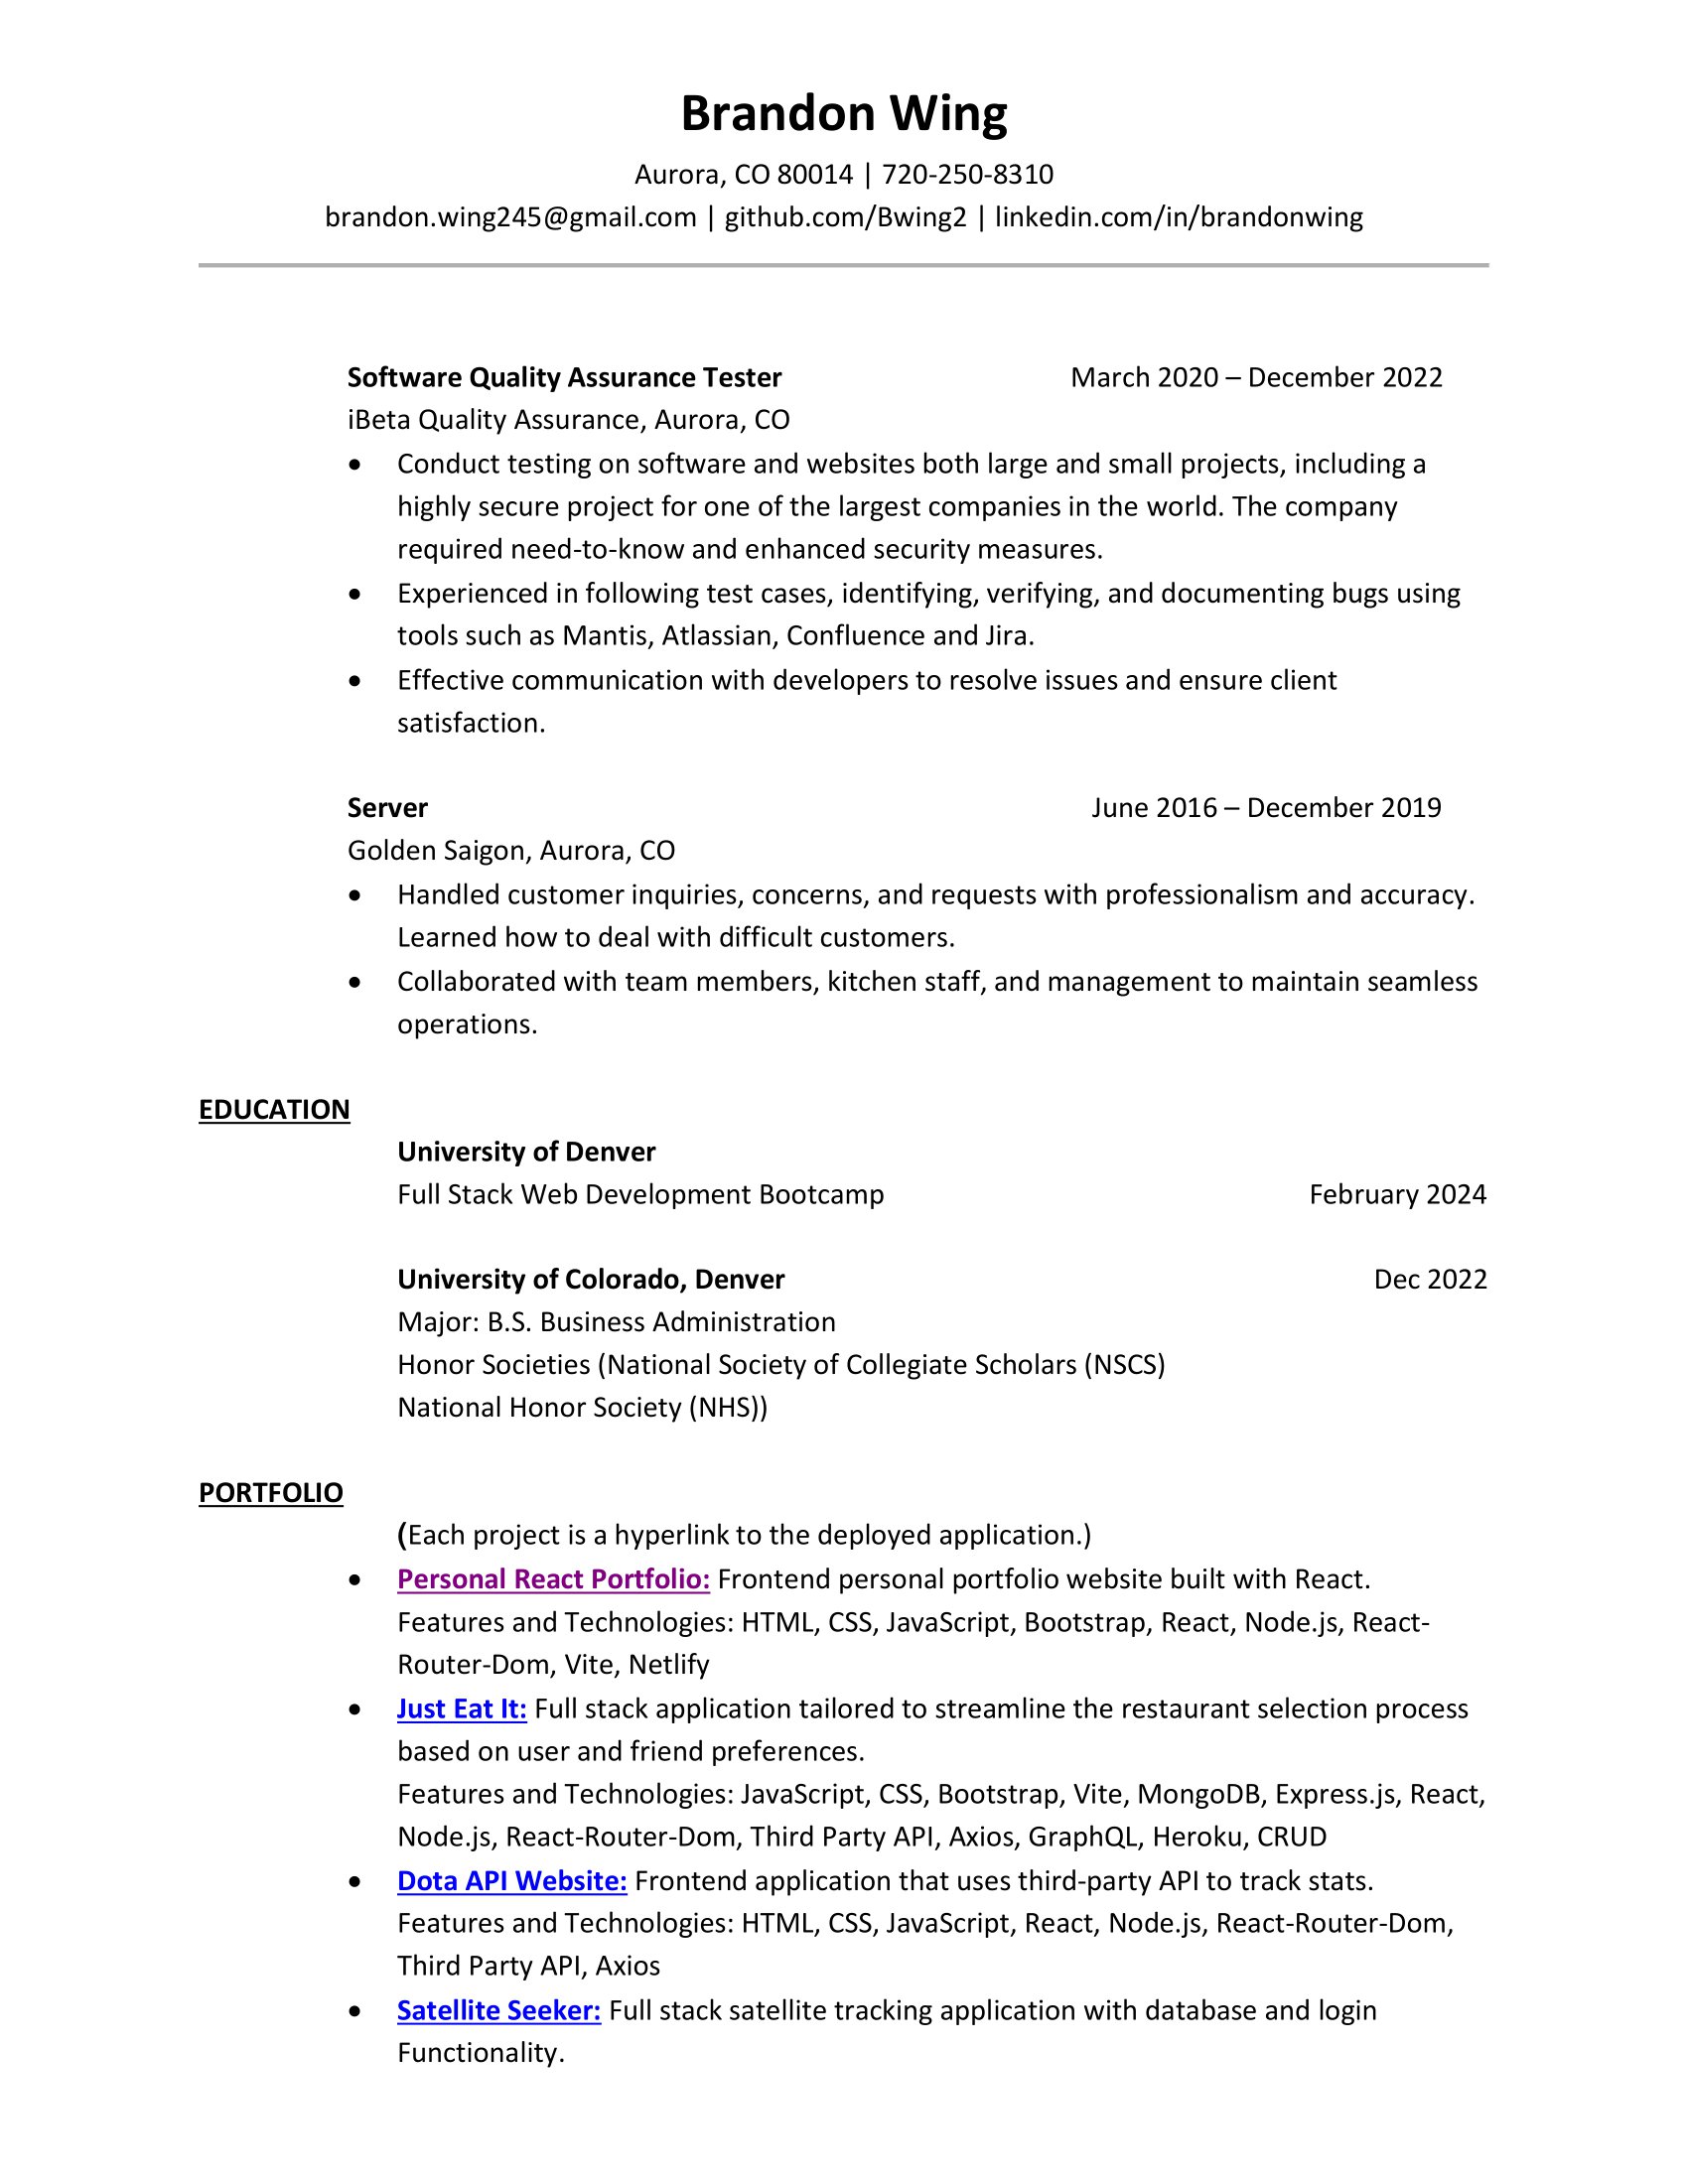 Brandon Wing
Aurora, CO 80014 | 720-250-8310
brandon.wing245@gmail.com | github.com/Bwing2 | linkedin.com/in/brandonwing
Software Quality Assurance Tester March 2020 – December 2022
iBeta Quality Assurance, Aurora, CO
• Conduct testing on software and websites both large and small projects, including a
highly secure project for one of the largest companies in the world. The company
required need-to-know and enhanced security measures.
• Experienced in following test cases, identifying, verifying, and documenting bugs using
tools such as Mantis, Atlassian, Confluence and Jira.
• Effective communication with developers to resolve issues and ensure client
satisfaction.
Server June 2016 – December 2019
Golden Saigon, Aurora, CO
• Handled customer inquiries, concerns, and requests with professionalism and accuracy.
Learned how to deal with difficult customers.
• Collaborated with team members, kitchen staff, and management to maintain seamless
operations.
EDUCATION
University of Denver
Full Stack Web Development Bootcamp February 2024
University of Colorado, Denver Dec 2022
Major: B.S. Business Administration
Honor Societies (National Society of Collegiate Scholars (NSCS)
National Honor Society (NHS))
PORTFOLIO
(Each project is a hyperlink to the deployed application.)
• Personal React Portfolio: Frontend personal portfolio website built with React.
Features and Technologies: HTML, CSS, JavaScript, Bootstrap, React, Node.js, React-
Router-Dom, Vite, Netlify
• Just Eat It: Full stack application tailored to streamline the restaurant selection process
based on user and friend preferences.
Features and Technologies: JavaScript, CSS, Bootstrap, Vite, MongoDB, Express.js, React,
Node.js, React-Router-Dom, Third Party API, Axios, GraphQL, Heroku, CRUD
• Dota API Website: Frontend application that uses third-party API to track stats.
Features and Technologies: HTML, CSS, JavaScript, React, Node.js, React-Router-Dom,
Third Party API, Axios
• Satellite Seeker: Full stack satellite tracking application with database and login
Functionality.